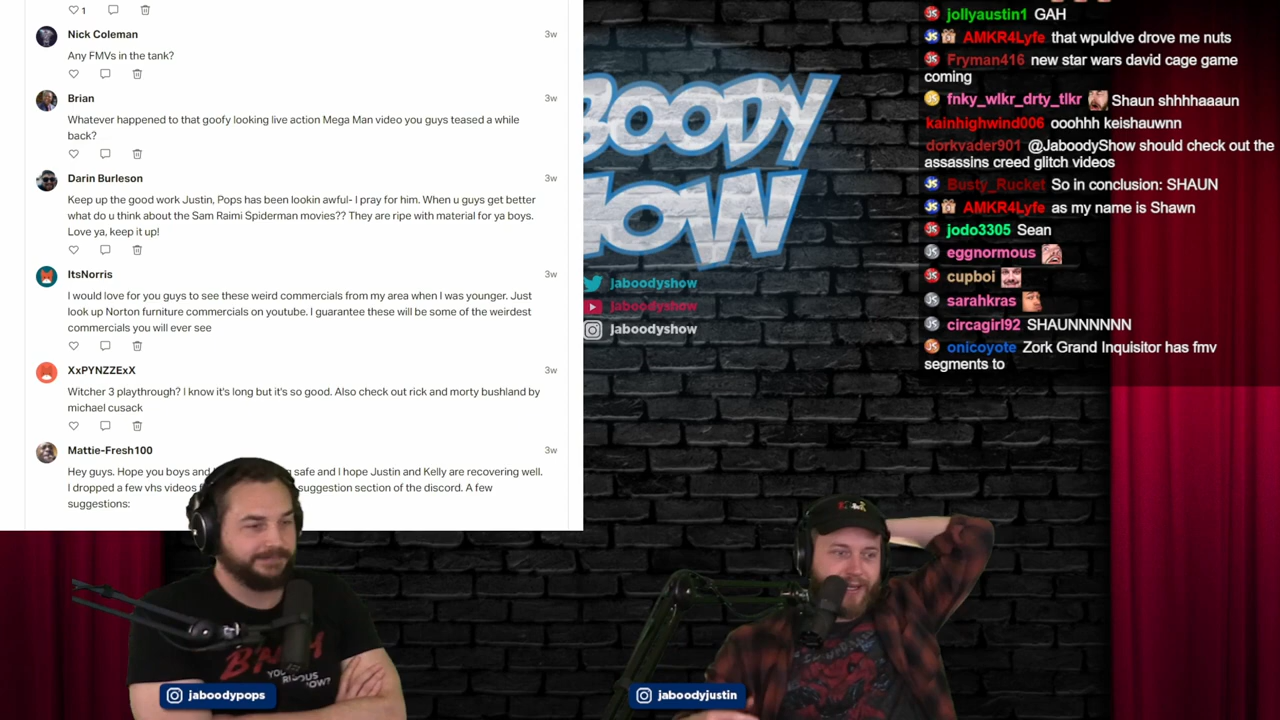 1
Nick Coleman 3w
Any FMVs in the tank?
Brian 3w
Whatever happened to that goofy looking live action Mega Man video you guys teased a while
back?
Darin Burleson 3w
Keep up the good work Justin, Pops has been lookin awful- I pray for him. When u guys get better
what do u think about the Sam Raimi Spiderman movies?? They are ripe with material for ya boys.
Love ya, keep it up!
ItsNorris 3w
I would love for you guys to see these weird commercials from my area when I was younger. Just
look up Norton furniture commercials on youtube. I guarantee these will be some of the weirdest
commercials you will ever see
XxPYNZZExX 3w
Witcher 3 playthrough? I know it's long but it's so good. Also check out rick and morty bushland by
michael cusack
Mattie-Fresh100 3w
Hey guys. Hope you boys and safe and I hope Justin and Kelly are recovering well.
I dropped a few vhs videos suggestion section of the discord. A few
suggestions:
BOODY
HOW
jaboodyshow
jaboodyshow
jaboodyshow
jollyaustin1 GAH
AMKR4Lyfe that wpuldve drove me nuts
Fryman416 new star wars david cage game
coming
fnky_wlkr_drty_tlkr Shaun shhhhaaaun
kainhighwind006 ooohhh keishauwnn
dorkvader901 @JaboodyShow should check out the
assassins creed glitch videos
Busty_Rucket So in conclusion: SHAUN
AMKR4Lyfe as my name is Shawn
jodo3305 Sean
eggnormous
cupboi
sarahkras
circagirl92 SHAUNNNNNN
onicoyote Zork Grand Inquisitor has fmv
segments to
jaboodypops
jaboodyjustin